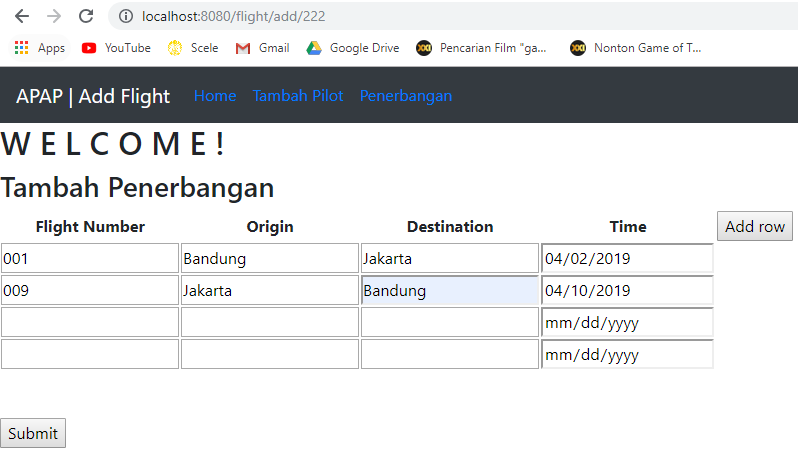 localhost:8080/flight/add/222
Apps YouTube Scele Gmail Google Drive Pencarian Film "ga... Nonton Game of T...
APAP | Add Flight Home Tambah Pilot Penerbangan
W E L C O M E !
Tambah Penerbangan
Flight Number Origin Destination Time Add row
001 Bandung Jakarta 04/02/2019
009 Jakarta Bandung 04/10/2019
mm/dd/yyyy
mm/dd/yyyy
Submit